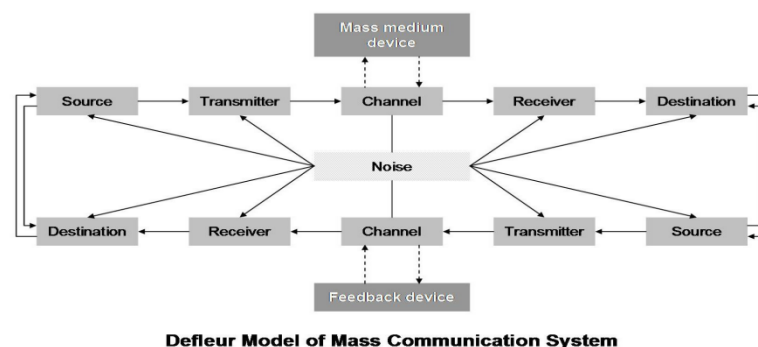 Mass medium
device
Source
Transmitter
Channel
Receiver
Destination
Noise
Destination
Receiver
Channel
Transmitter
Source
Feedback device
Defleur Model of Mass Communication System